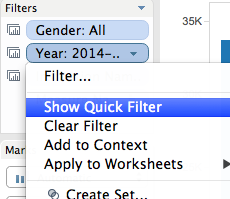 Filters
Gender: All
35K
Year: 2014-..
Filter...
Show Quick Filter
Clear Filter
Add to Context
Apply to Worksheets
Mar
Create Set...